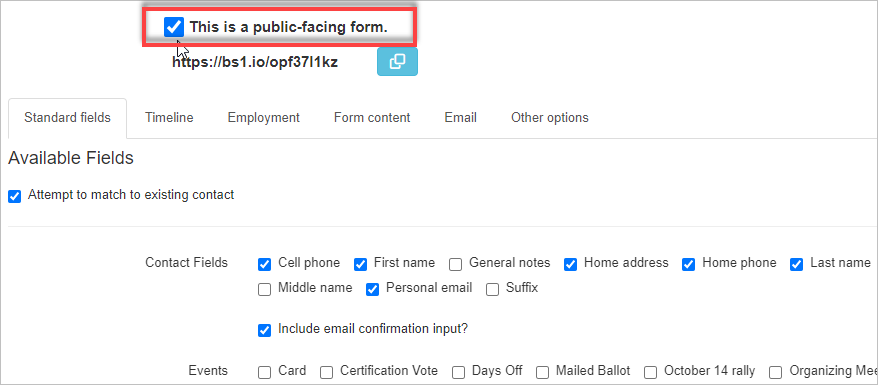 This is a public-facing form.
https://bs1.io/opf37l1kz
Standard fields Timeline Employment Form content Email Other options
Available Fields
Attempt to match to existing contact
Contact Fields Cell phone First name General notes Home address Home phone Last name
Middle name Personal email Suffix
Include email confirmation input?
Events Card Certification Vote Days Off Mailed Ballot October 14 rally Organizing Mee